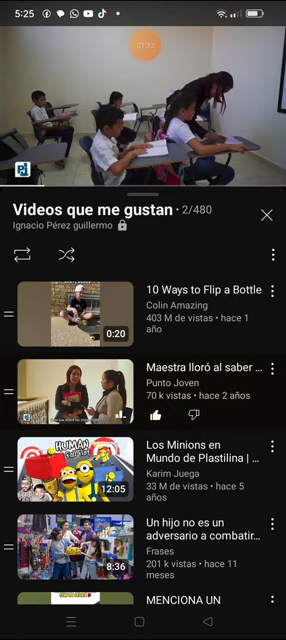 5:25
01:33
Videos que me gustan · 2/480
Ignacio Pérez guillermo
10 Ways to Flip a Bottle
Colin Amazing
403 M de vistas • hace 1
año
0:20
Maestra lloró al saber ...
Punto Joven
70 k vistas • hace 2 años
HUMAN
Los Minions en
Mundo de Plastilina | ...
Karim Juega
33 M de vistas • hace 5
años
12:05
Un hijo no es un
adversario a combatir...
Frases
201 k vistas • hace 11
meses
8:36
MENCIONA UN